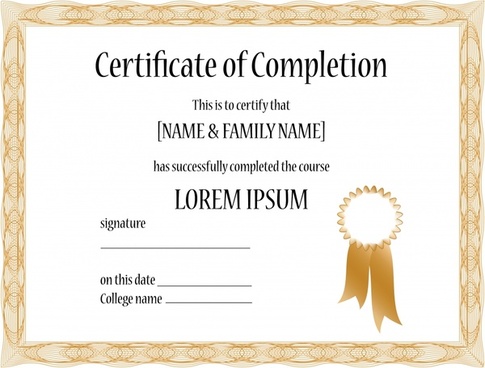 Certificate of Completion
This is to certify that
[NAME & FAMILY NAME]
has successfully completed the course
LOREM IPSUM
signature
on this date
College name